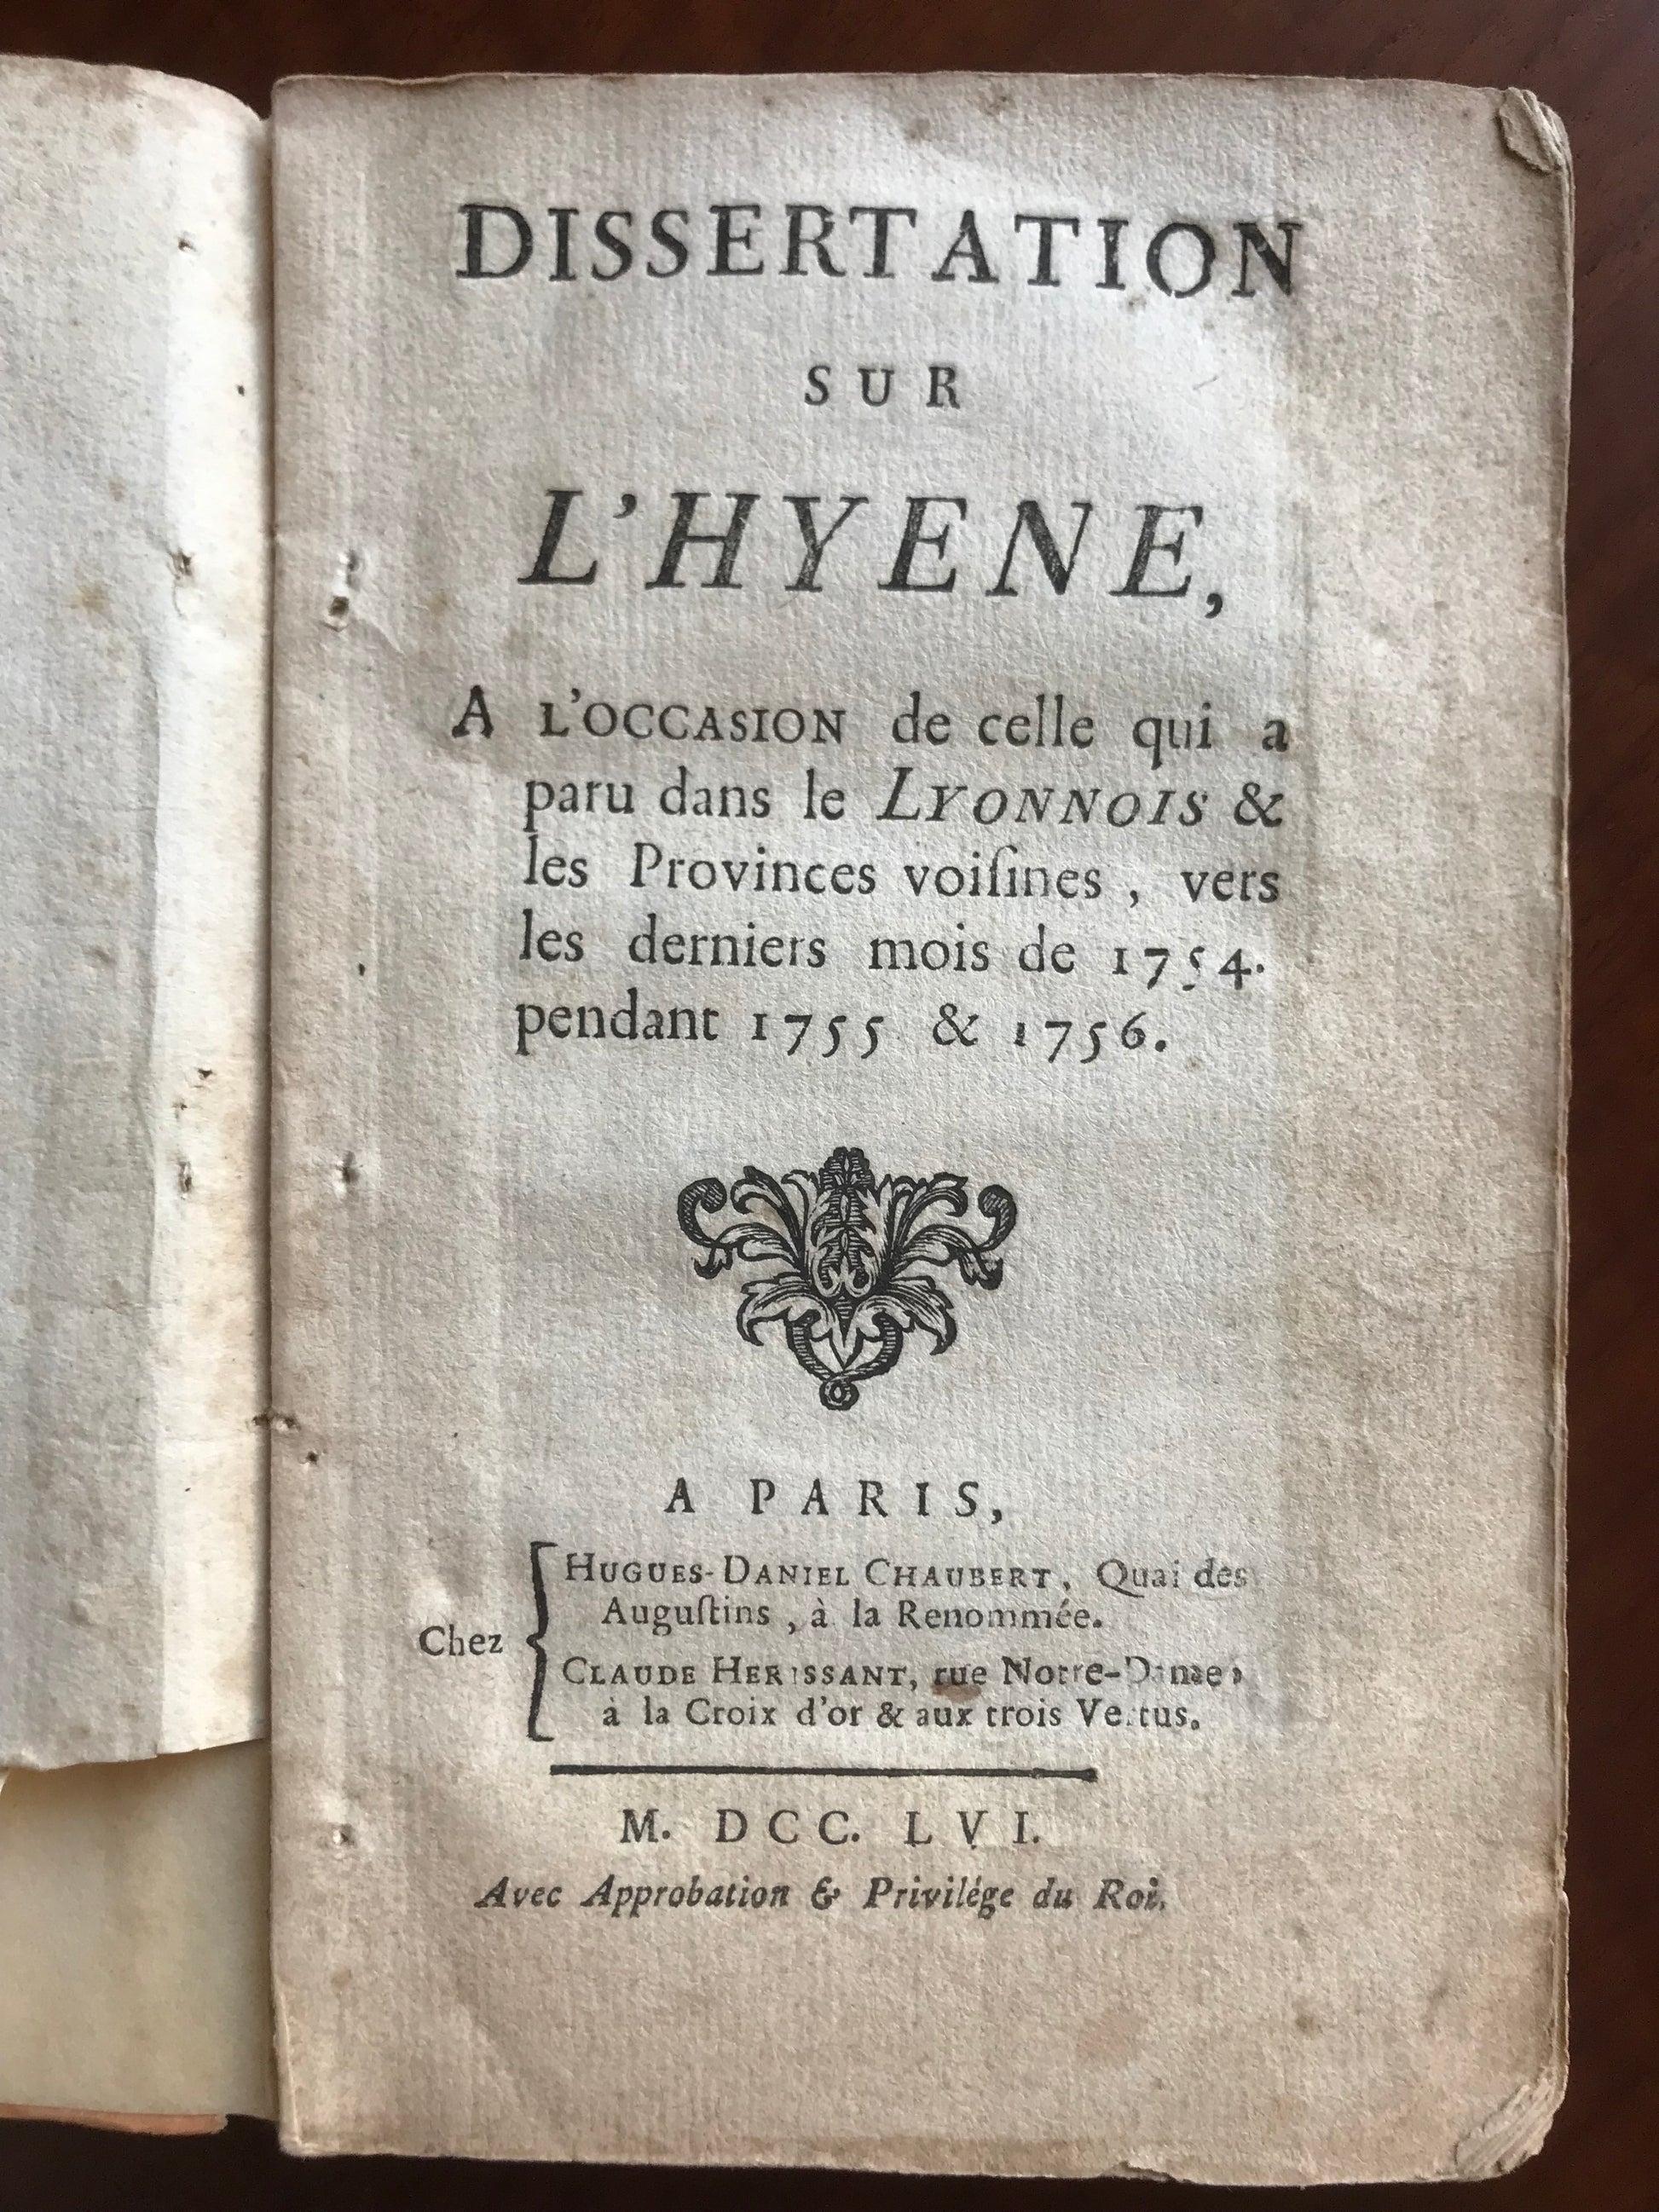 DISSERTATION
SUR
L'HYENE,
A L'OCCASION de celle qui a
paru dans le LYONNOIS &
les Provinces voiſines, vers
les derniers mois de 1754.
pendant 1755 & 1756.
A PARIS,
Chez
HUGUES-DANIEL CHAUBERT, Quai des
Auguſtins, à la Renommée.
CLAUDE HERISSANT, rue Notre-Dame,
à la Croix d'or & aux trois Vertus.
M. DCC. LVI.
Avec Approbation & Privilége du Roi.